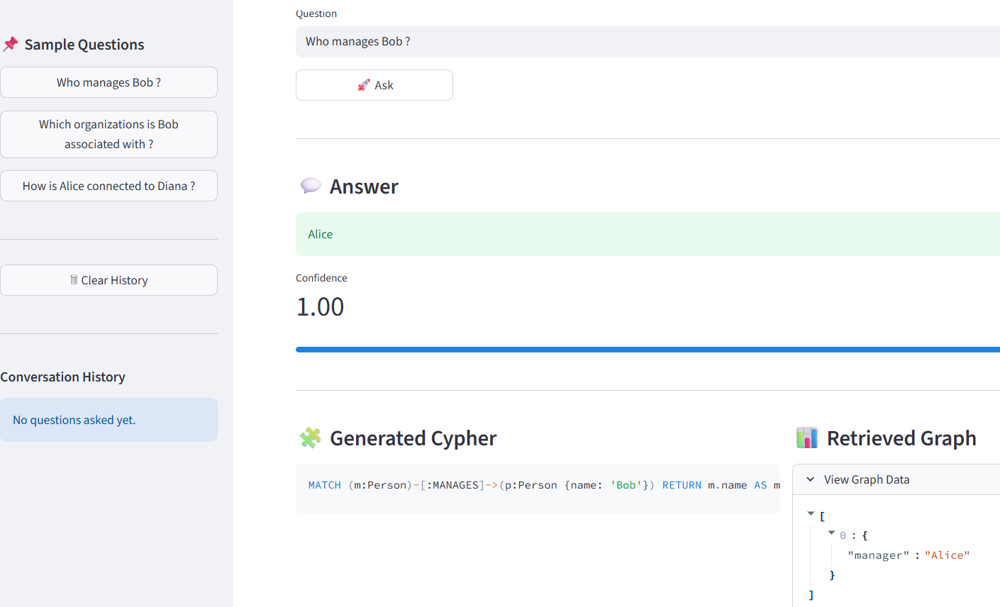 Sample Questions
Who manages Bob ?
Which organizations is Bob
associated with ?
How is Alice connected to Diana ?
Clear History
Conversation History
No questions asked yet.
Question
Who manages Bob ?
Ask
Answer
Alice
Confidence
1.00
Generated Cypher
MATCH (m:Person)-[:MANAGES]->(p:Person {name: 'Bob'}) RETURN m.name AS m
Retrieved Graph
View Graph Data
[
0 : {
"manager" : "Alice"
}
]